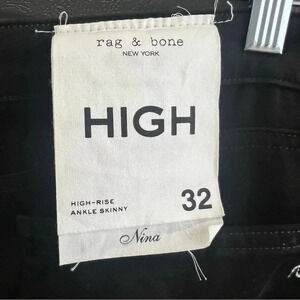 rag & bone
NEW YORK
HIGH
HIGH-RISE
ANKLE SKINNY
32
Nina